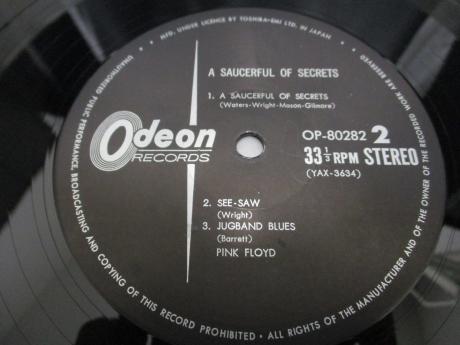 MFD. UNDER LICENCE BY TOSHIBA-EMI LTD. IN JAPAN
A SAUCERFUL OF SECRETS
1. A SAUCERFUL OF SECRETS
(Waters-Wright-Mason-Gilmore)
Odeon
RECORDS
OP-80282 2
33 1/3 RPM STEREO
(YAX-3634)
2. SEE-SAW
(Wright)
3. JUGBAND BLUES
(Barrett)
PINK FLOYD
UNAUTHORIZED PUBLIC PERFORMANCE, BROADCASTING AND COPYING OF THIS RECORD PROHIBITED • ALL RIGHTS OF THE MANUFACTURER AND OF THE OWNER OF THE RECORDED WORK ARE RESERVED